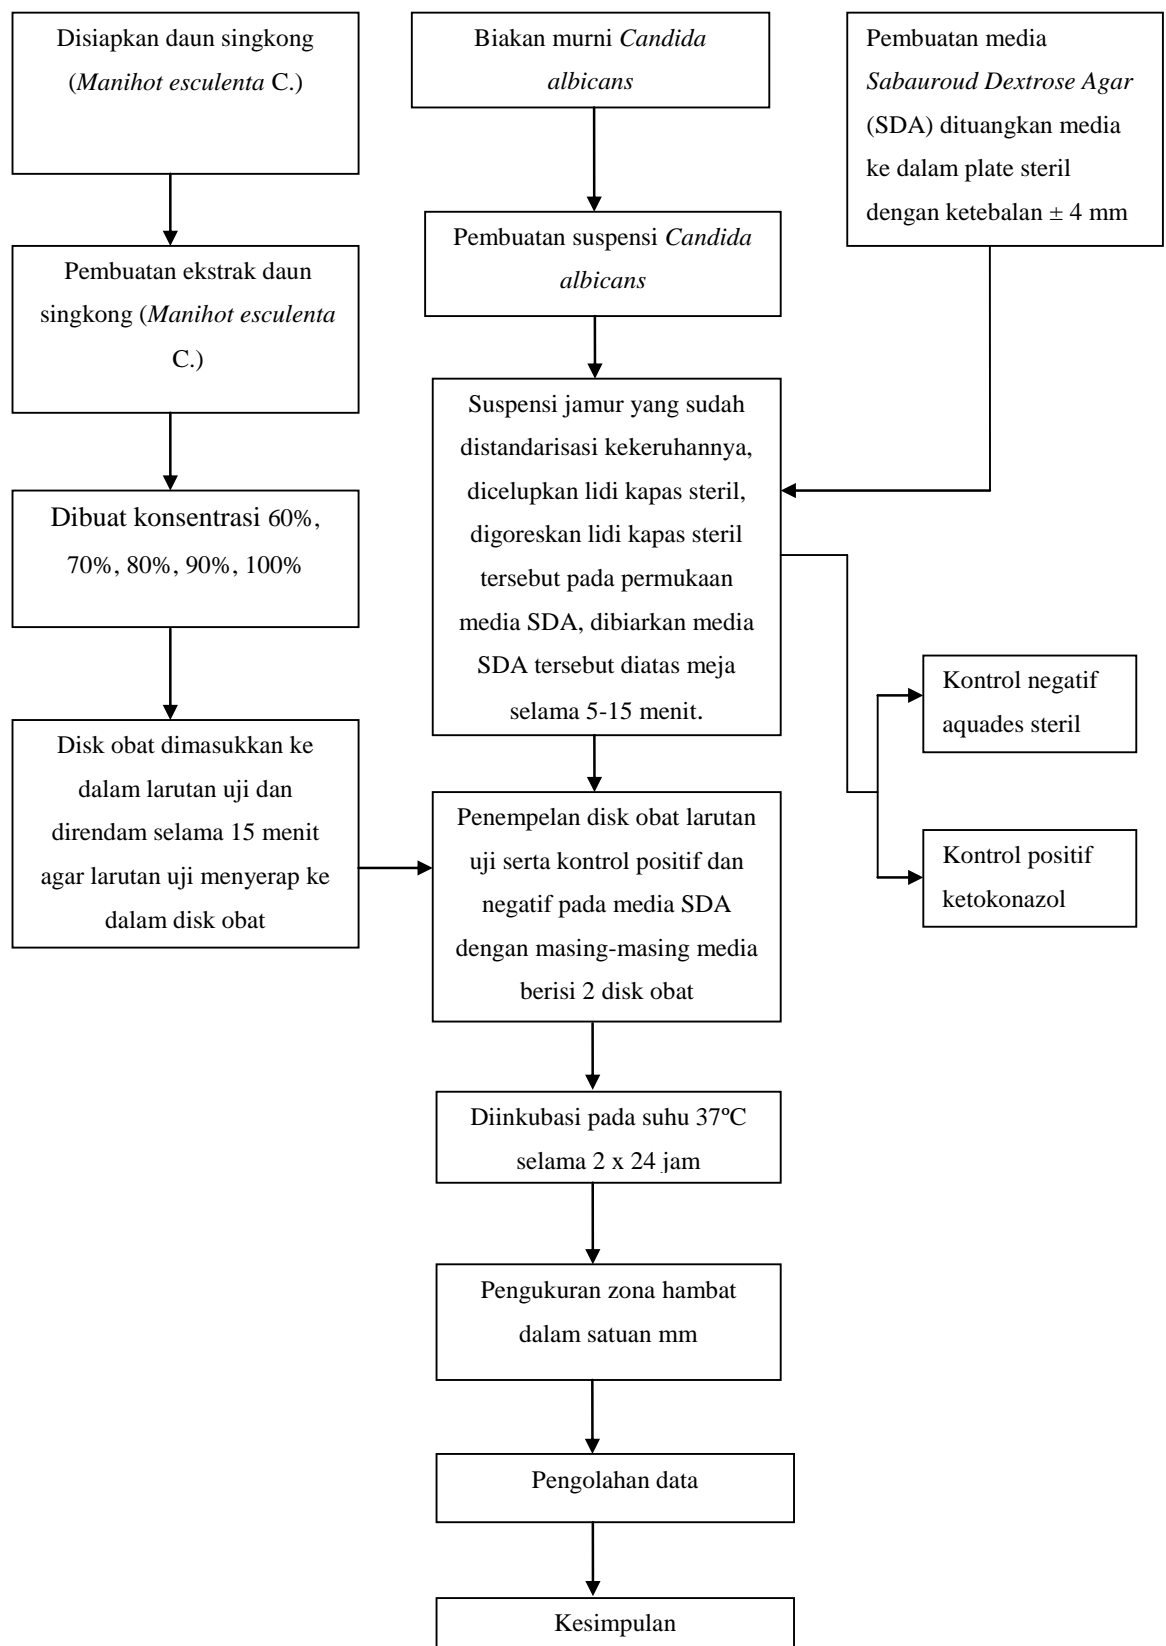 Disiapkan daun singkong
(Manihot esculenta C.)
Biakan murni Candida
albicans
Pembuatan media
Sabauroud Dextrose Agar
(SDA) dituangkan media
ke dalam plate steril
dengan ketebalan ± 4 mm
Pembuatan suspensi Candida
albicans
Pembuatan ekstrak daun
singkong (Manihot esculenta
C.)
Suspensi jamur yang sudah
distandarisasi kekeruhannya,
dicelupkan lidi kapas steril,
digoreskan lidi kapas steril
tersebut pada permukaan
media SDA, dibiarkan media
SDA tersebut diatas meja
selama 5-15 menit.
Dibuat konsentrasi 60%,
70%, 80%, 90%, 100%
Kontrol negatif
aquades steril
Disk obat dimasukkan ke
dalam larutan uji dan
direndam selama 15 menit
agar larutan uji menyerap ke
dalam disk obat
Penempelan disk obat larutan
uji serta kontrol positif dan
negatif pada media SDA
dengan masing-masing media
berisi 2 disk obat
Kontrol positif
ketokonazol
Diinkubasi pada suhu 37ºC
selama 2 x 24 jam
Pengukuran zona hambat
dalam satuan mm
Pengolahan data
Kesimpulan